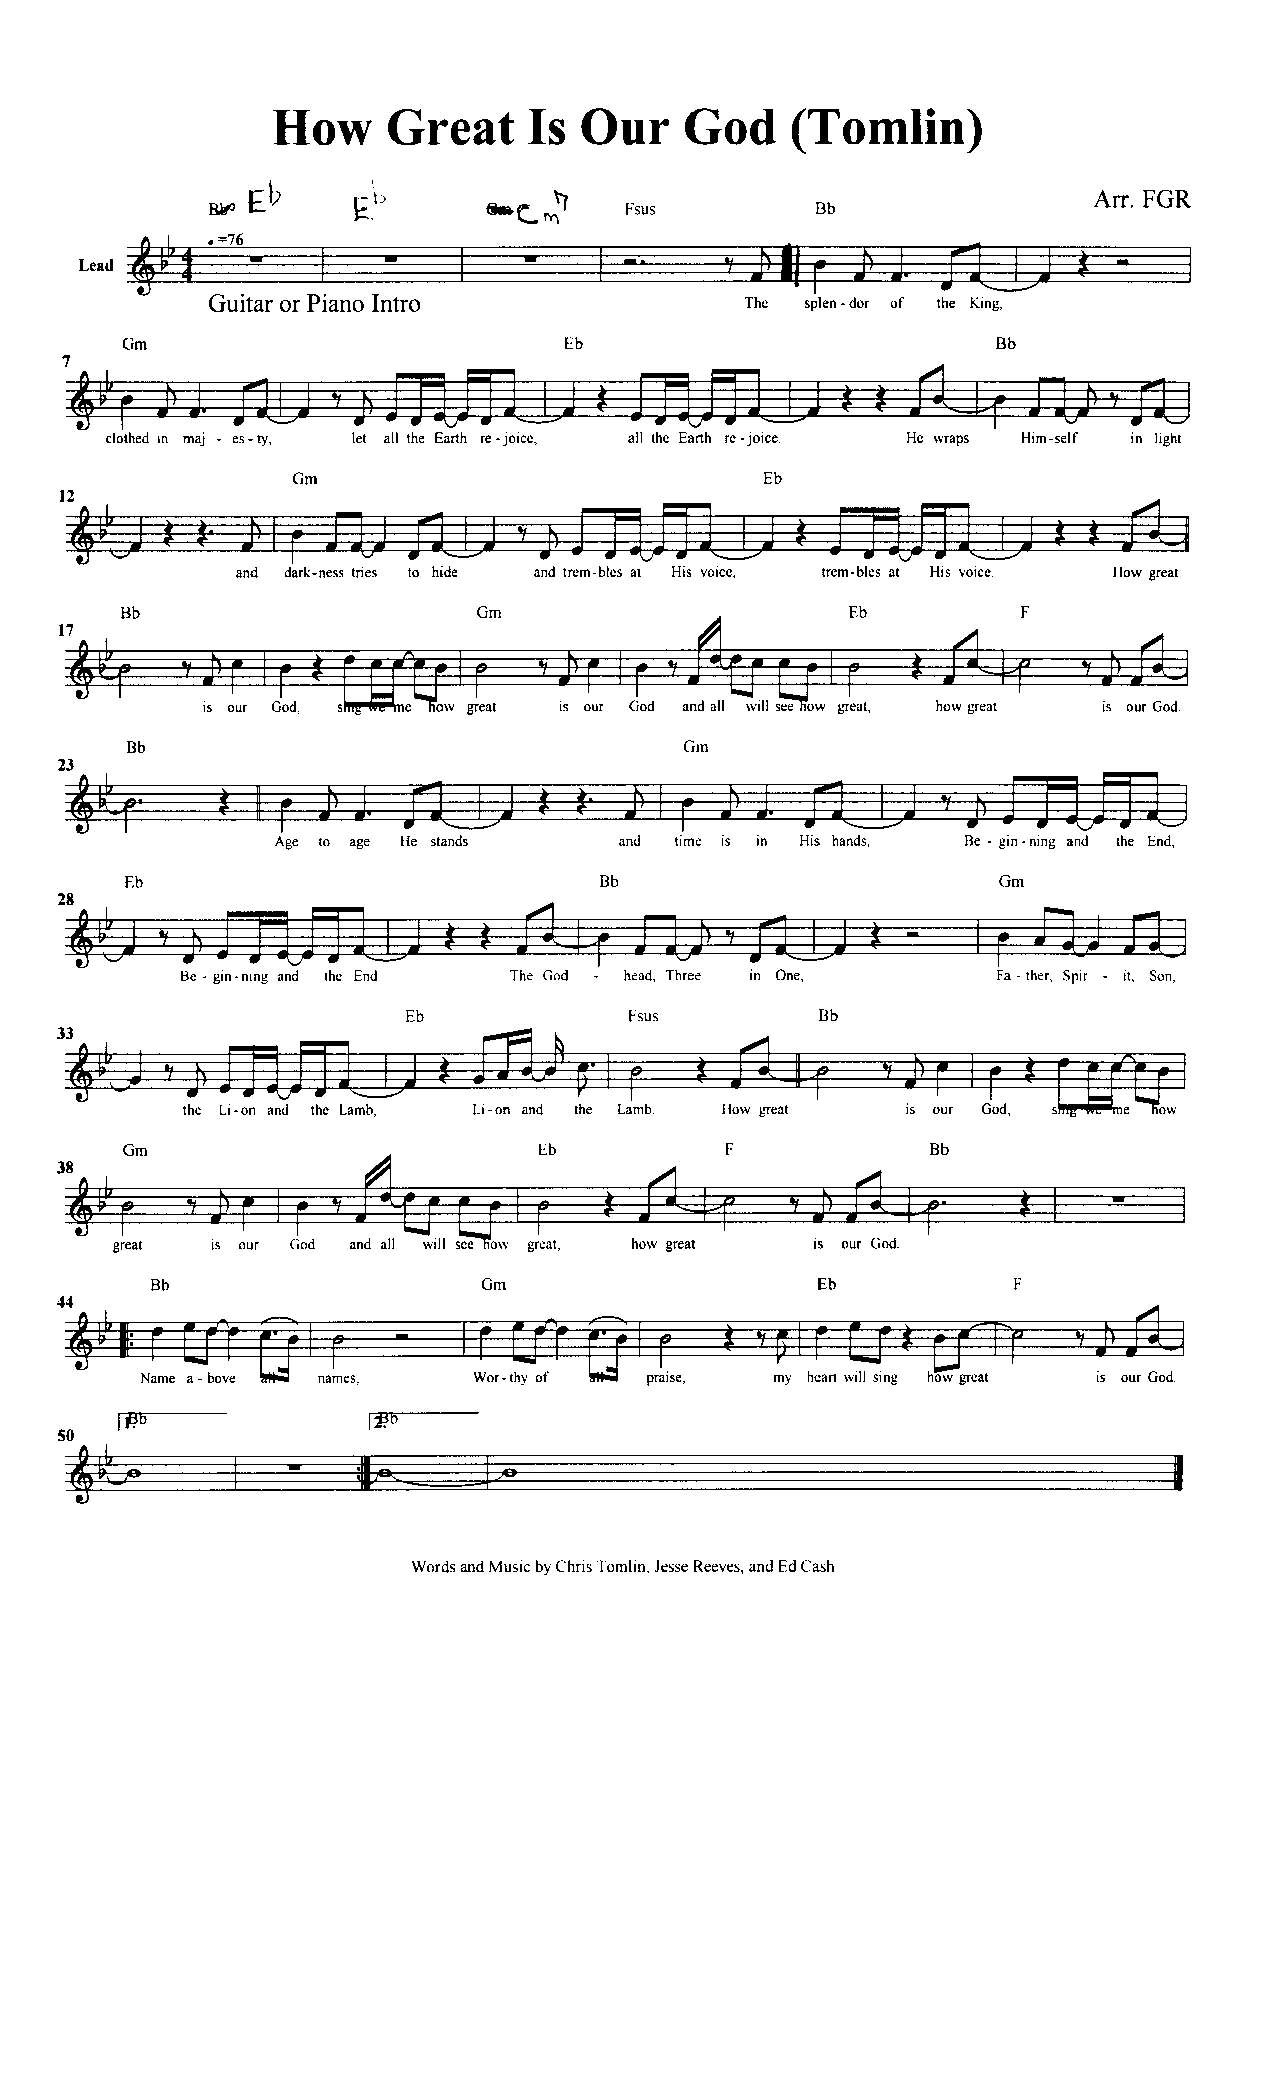 How Great Is Our God (Tomlin)
Eb Eb Cm7 Fsus Bb
Arr. FGR
=76
Lead
Guitar or Piano Intro
The splen - dor of the King,
Gm Eb Bb
7
clothed in maj - es - ty, let all the Earth re - joice, all the Earth re - joice. He wraps Him - self in light
Gm Eb
12
and dark - ness tries to hide and trem - bles at His voice, trem - bles at His voice. How great
Bb Gm Eb F
17
is our God, sing we me how great is our God and all will see how great, how great is our God.
Bb Gm
23
Age to age He stands and time is in His hands, Be - gin - ning and the End,
Eb Bb Gm
28
Be - gin - ning and the End The God - head, Three in One, Fa - ther, Spir - it, Son,
Eb Fsus Bb
33
the Li - on and the Lamb, Li - on and the Lamb. How great is our God, sing we me how
Gm Eb F Bb
38
great is our God and all will see how great, how great is our God.
Bb Gm Eb F
44
Name a - bove all names, Wor - thy of all praise, my heart will sing how great is our God.
1. Bb 2. Bb
50
Words and Music by Chris Tomlin, Jesse Reeves, and Ed Cash